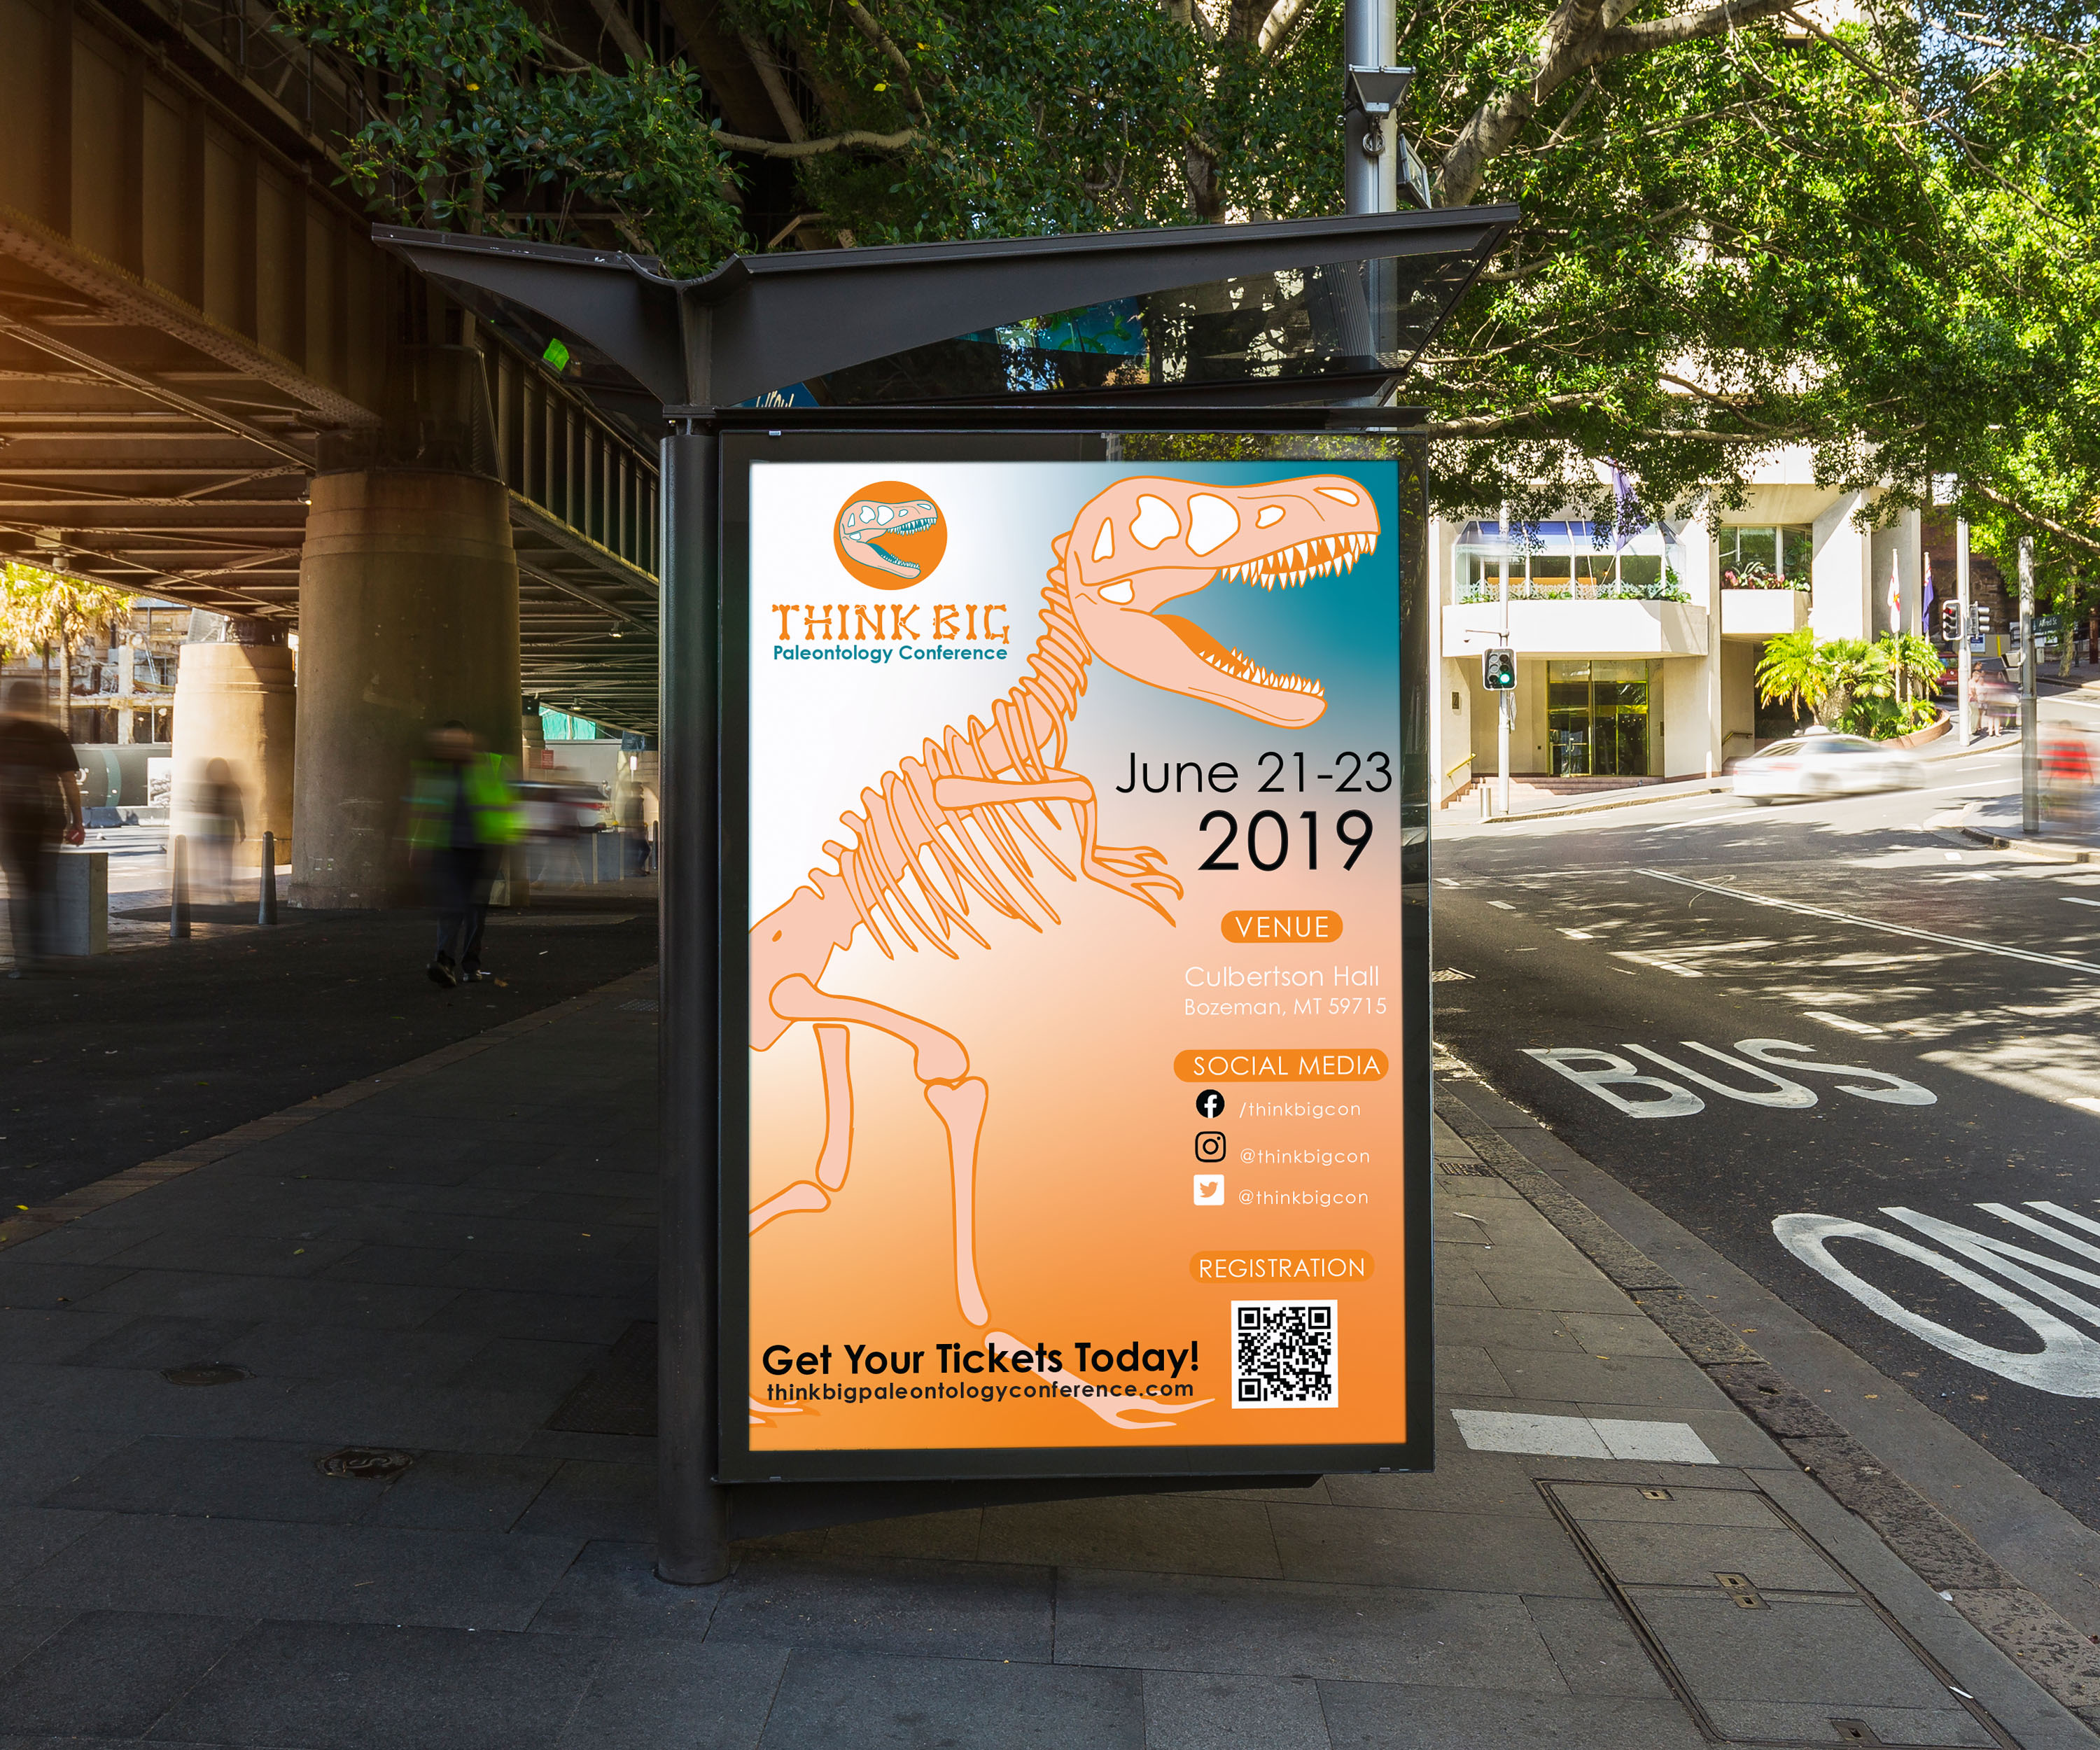 THINK BIG
Paleontology Conference
June 21-23
2019
VENUE
Culbertson Hall
Bozeman, MT 59715
SOCIAL MEDIA
/thinkbigcon
@thinkbigcon
@thinkbigcon
REGISTRATION
Get Your Tickets Today!
thinkbigpaleontologyconference.com
BUS